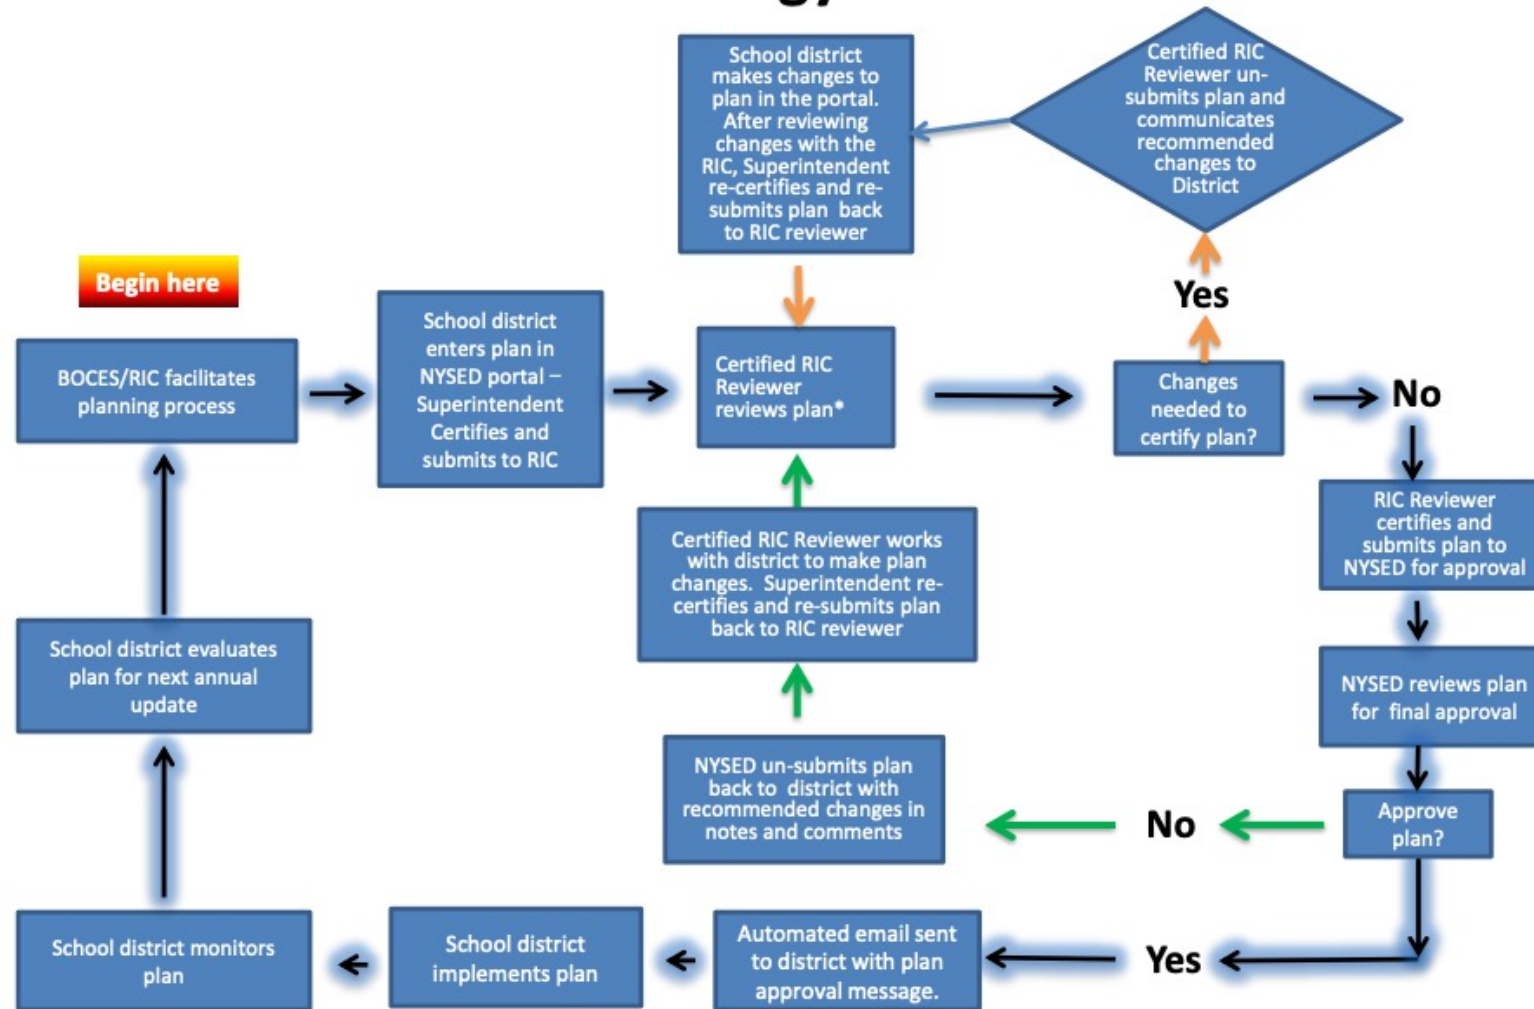 School district
makes changes to
plan in the portal.
After reviewing
changes with the
RIC, Superintendent
re-certifies and re-
submits plan  back
to RIC reviewer
Certified RIC
Reviewer un-
submits plan and
communicates
recommended
changes to
District
Begin here
Yes
BOCES/RIC facilitates
planning process
School district
enters plan in
NYSED portal –
Superintendent
Certifies and
submits to RIC
Certified RIC
Reviewer
reviews plan*
Changes
needed to
certify plan?
No
RIC Reviewer
certifies and
submits plan to
NYSED for approval
Certified RIC Reviewer works
with district to make plan
changes.  Superintendent re-
certifies and re-submits plan
back to RIC reviewer
School district evaluates
plan for next annual
update
NYSED reviews plan
for  final approval
NYSED un-submits plan
back to  district with
recommended changes in
notes and comments
No
Approve
plan?
School district monitors
plan
School district
implements plan
Automated email sent
to district with plan
approval message.
Yes